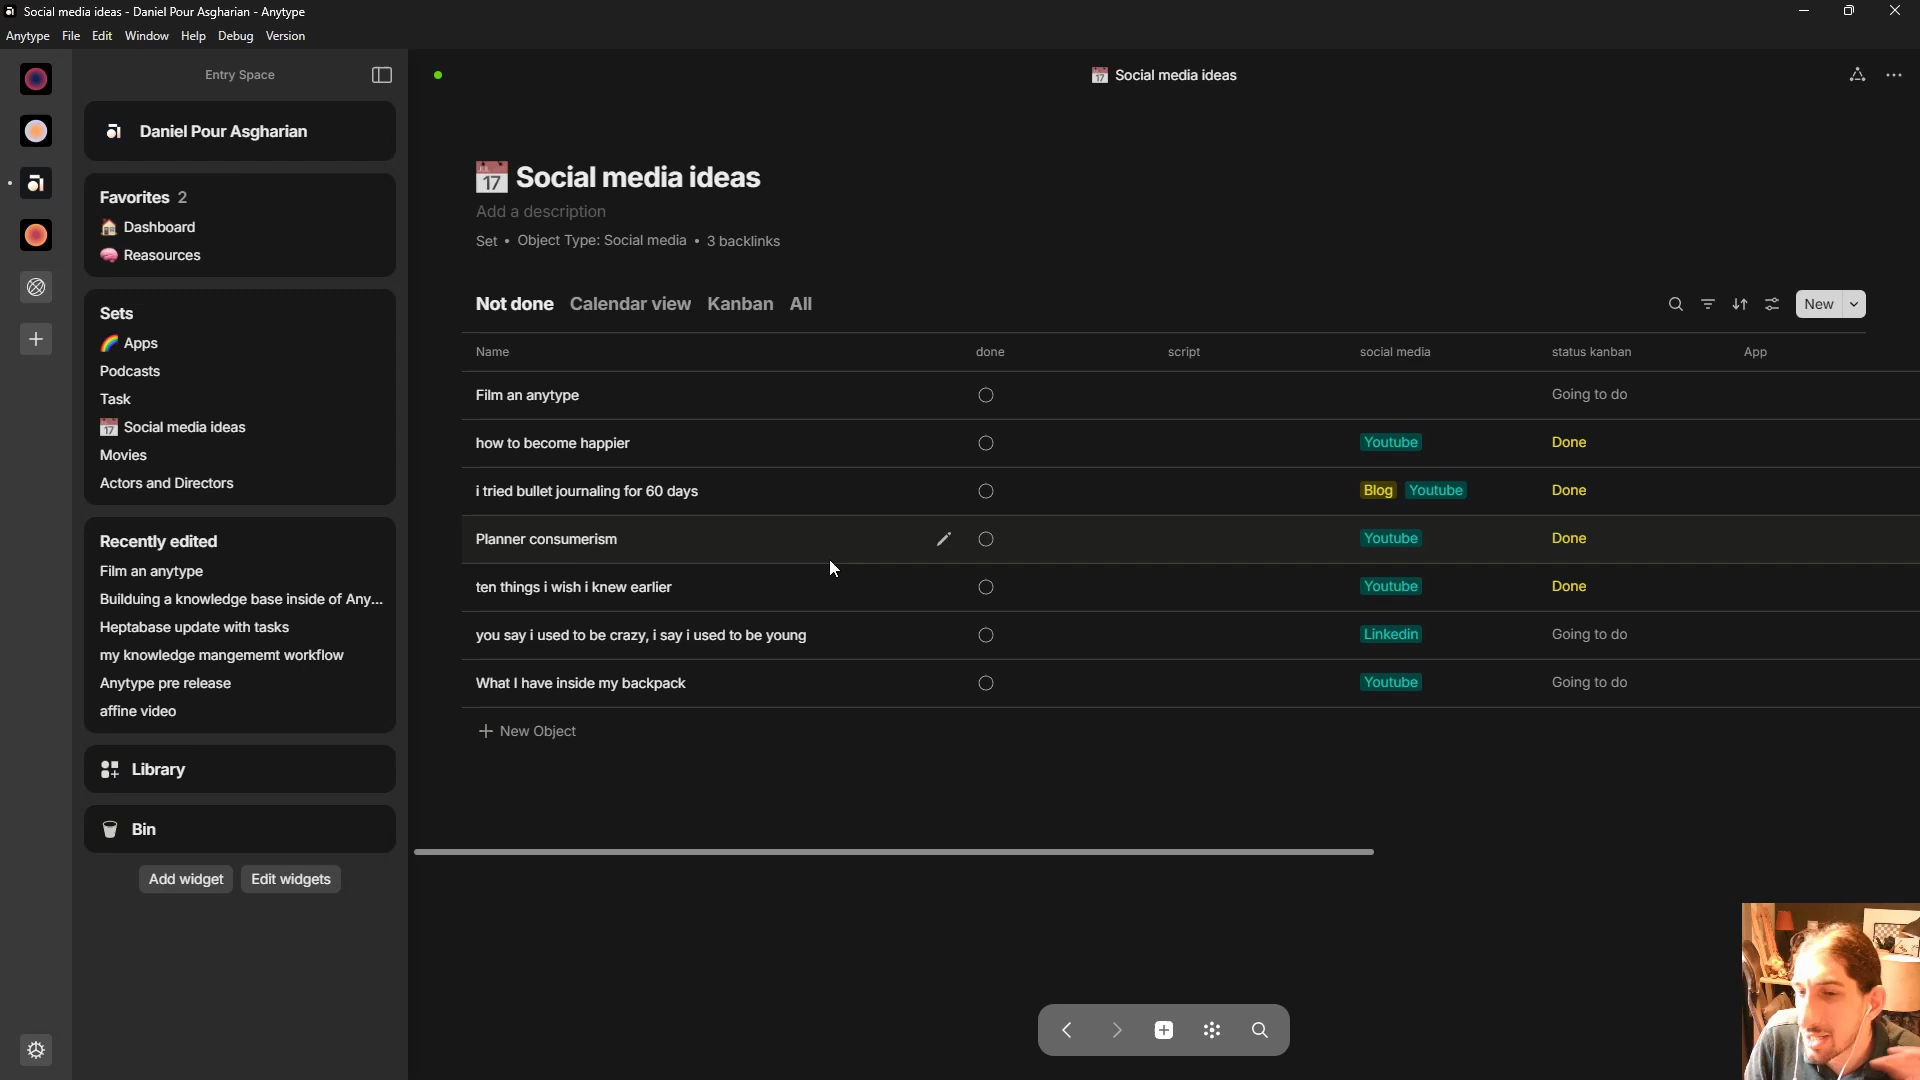 Social media ideas - Daniel Pour Asgharian - Anytype
Anytype File Edit Window Help Debug Version
Entry Space
Social media ideas
Daniel Pour Asgharian
Favorites 2
Dashboard
Reasources
Sets
Apps
Podcasts
Task
Social media ideas
Movies
Actors and Directors
Recently edited
Film an anytype
Builduing a knowledge base inside of Any...
Heptabase update with tasks
my knowledge mangememt workflow
Anytype pre release
affine video
Library
Bin
Add widget Edit widgets
JUL 17 Social media ideas
Add a description
Set • Object Type: Social media • 3 backlinks
Not done Calendar view Kanban All
New
Name done script social media status kanban App
Film an anytype Going to do
how to become happier Youtube Done
i tried bullet journaling for 60 days Blog Youtube Done
Planner consumerism Youtube Done
ten things i wish i knew earlier Youtube Done
you say i used to be crazy, i say i used to be young Linkedin Going to do
What I have inside my backpack Youtube Going to do
New Object